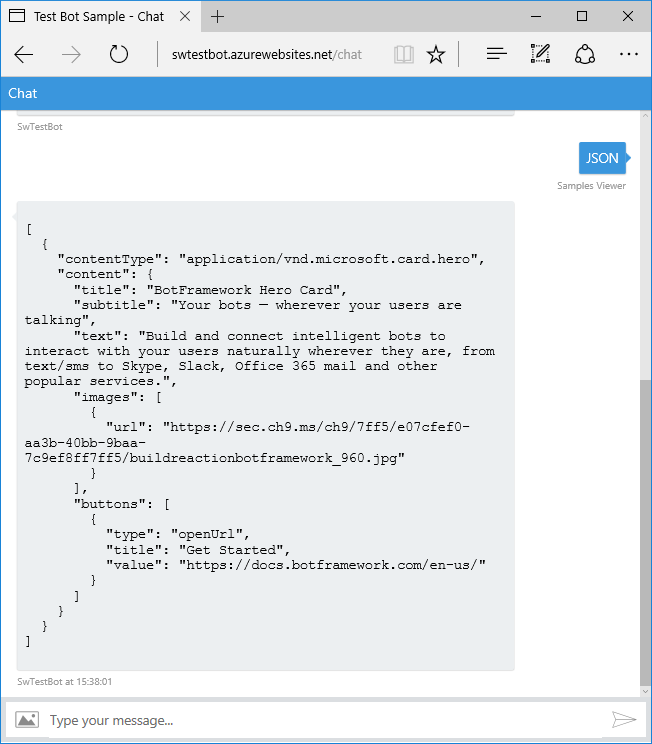 Test Bot Sample - Chat
swtestbot.azurewebsites.net/chat
Chat
SwTestBot
JSON
Samples Viewer
[
  {
    "contentType": "application/vnd.microsoft.card.hero",
    "content": {
      "title": "BotFramework Hero Card",
      "subtitle": "Your bots — wherever your users are
talking",
      "text": "Build and connect intelligent bots to
interact with your users naturally wherever they are, from
text/sms to Skype, Slack, Office 365 mail and other
popular services.",
      "images": [
        {
          "url": "https://sec.ch9.ms/ch9/7ff5/e07cfef0-
aa3b-40bb-9baa-
7c9ef8ff7ff5/buildreactionbotframework_960.jpg"
        }
      ],
      "buttons": [
        {
          "type": "openUrl",
          "title": "Get Started",
          "value": "https://docs.botframework.com/en-us/"
        }
      ]
    }
  }
]
SwTestBot at 15:38:01
Type your message...